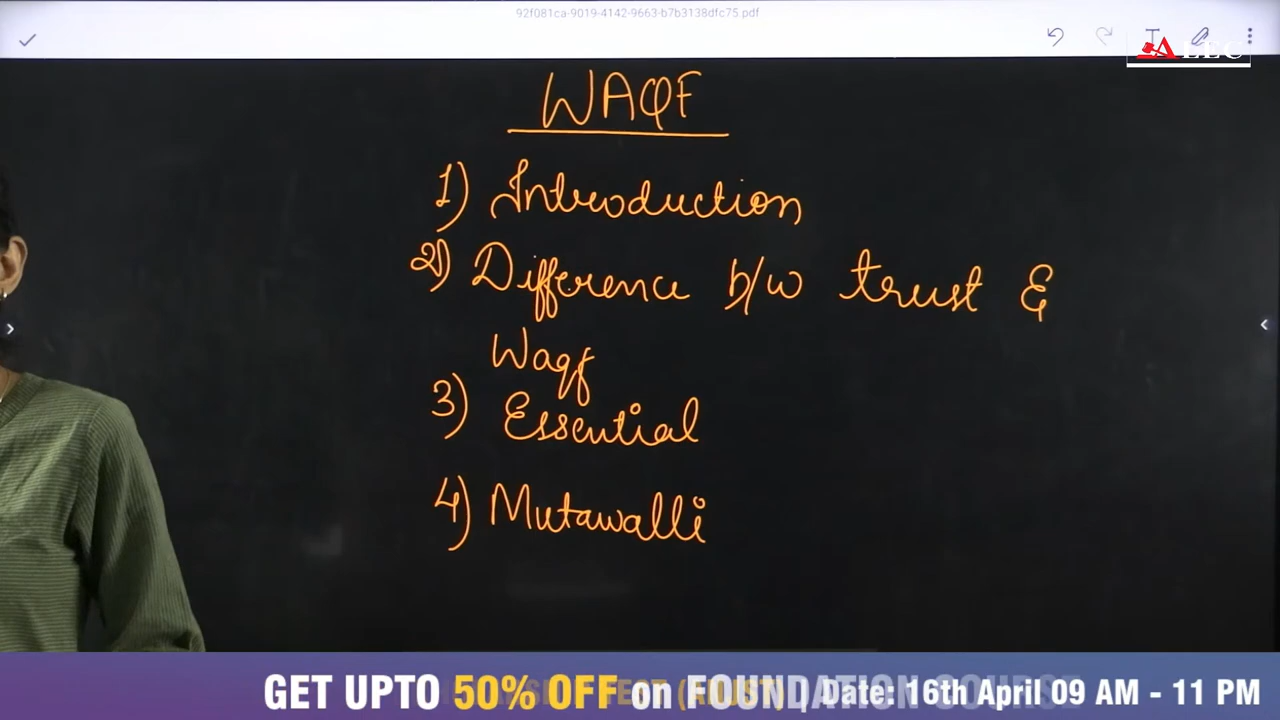 92f081ca-9019-4142-9663-b7b3138dfc75.pdf
T
ALEC
WAQF
1) Introduction
2) Difference b/w trust &
Waqf
3) Essential
4) Mutawalli
GET UPTO 50% OFF on FOUNDATION COURSE Date: 16th April 09 AM - 11 PM